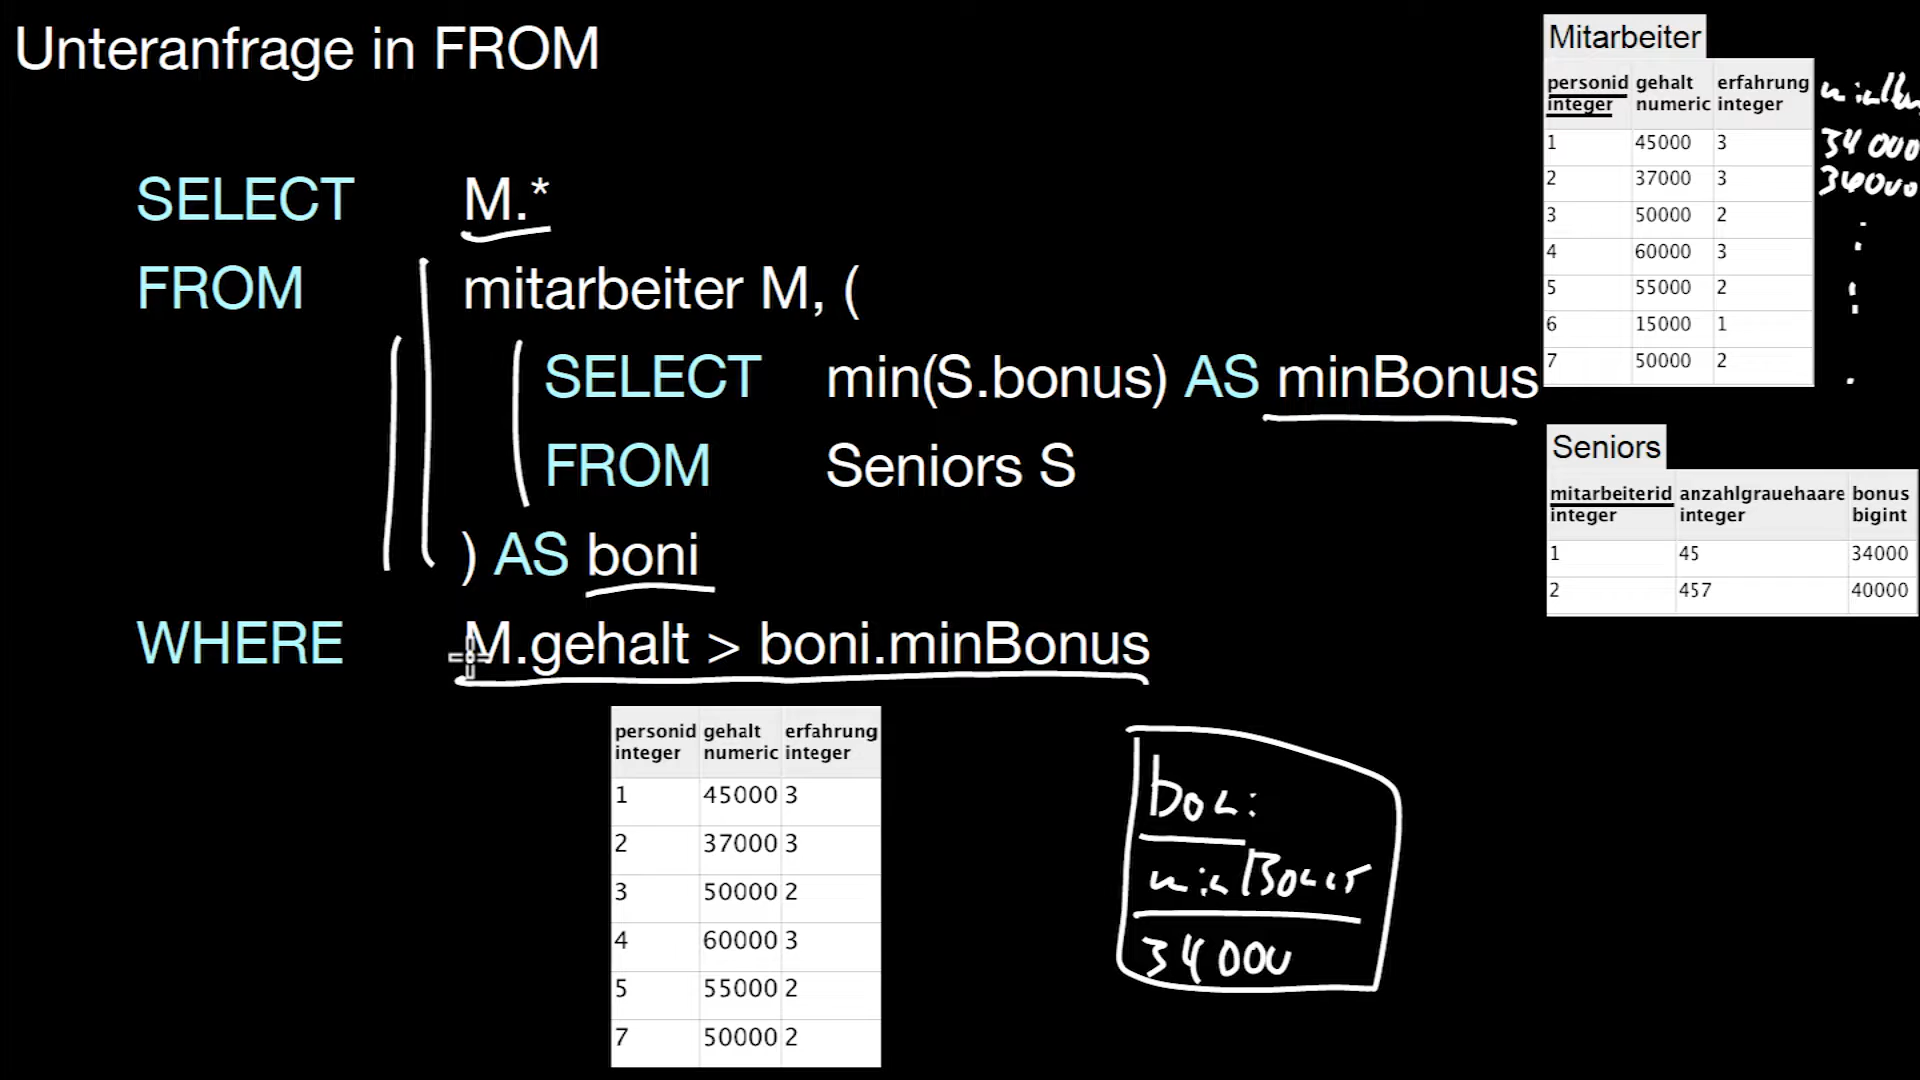 Unteranfrage in FROM
SELECT M.*
FROM mitarbeiter M, (
SELECT min(S.bonus) AS minBonus
FROM Seniors S
) AS boni
WHERE M.gehalt > boni.minBonus
personid gehalt erfahrung
integer numeric integer
1 45000 3
2 37000 3
3 50000 2
4 60000 3
5 55000 2
7 50000 2
boni
minBonus
34000
Mitarbeiter
personid gehalt erfahrung
integer numeric integer
1 45000 3 34000
2 37000 3 34000
3 50000 2
4 60000 3
5 55000 2
6 15000 1
7 50000 2
Seniors
mitarbeiterid anzahlgrauehaare bonus
integer integer bigint
1 45 34000
2 457 40000